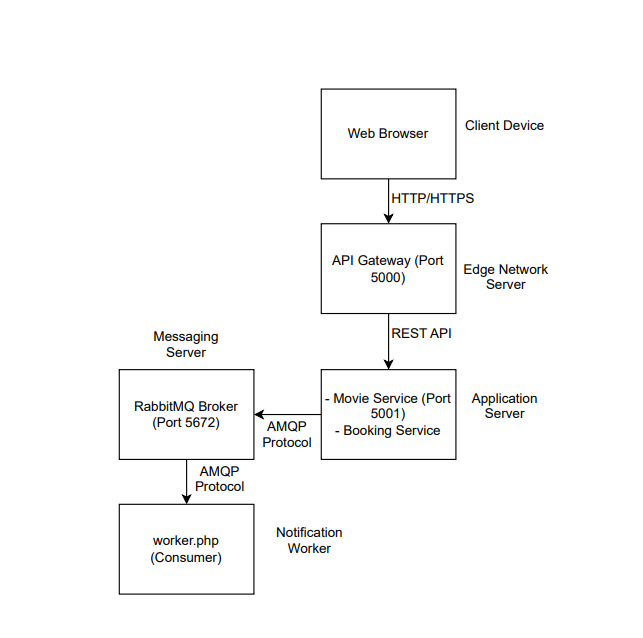 Web Browser
Client Device
HTTP/HTTPS
API Gateway (Port
5000)
Edge Network
Server
REST API
Messaging
Server
RabbitMQ Broker
(Port 5672)
AMQP
Protocol
- Movie Service (Port
5001)
- Booking Service
Application
Server
AMQP
Protocol
worker.php
(Consumer)
Notification
Worker